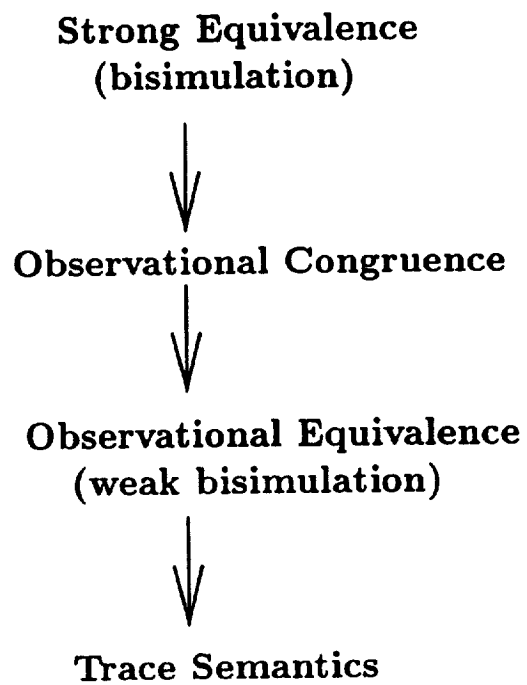 Strong Equivalence
(bisimulation)
Observational Congruence
Observational Equivalence
(weak bisimulation)
Trace Semantics